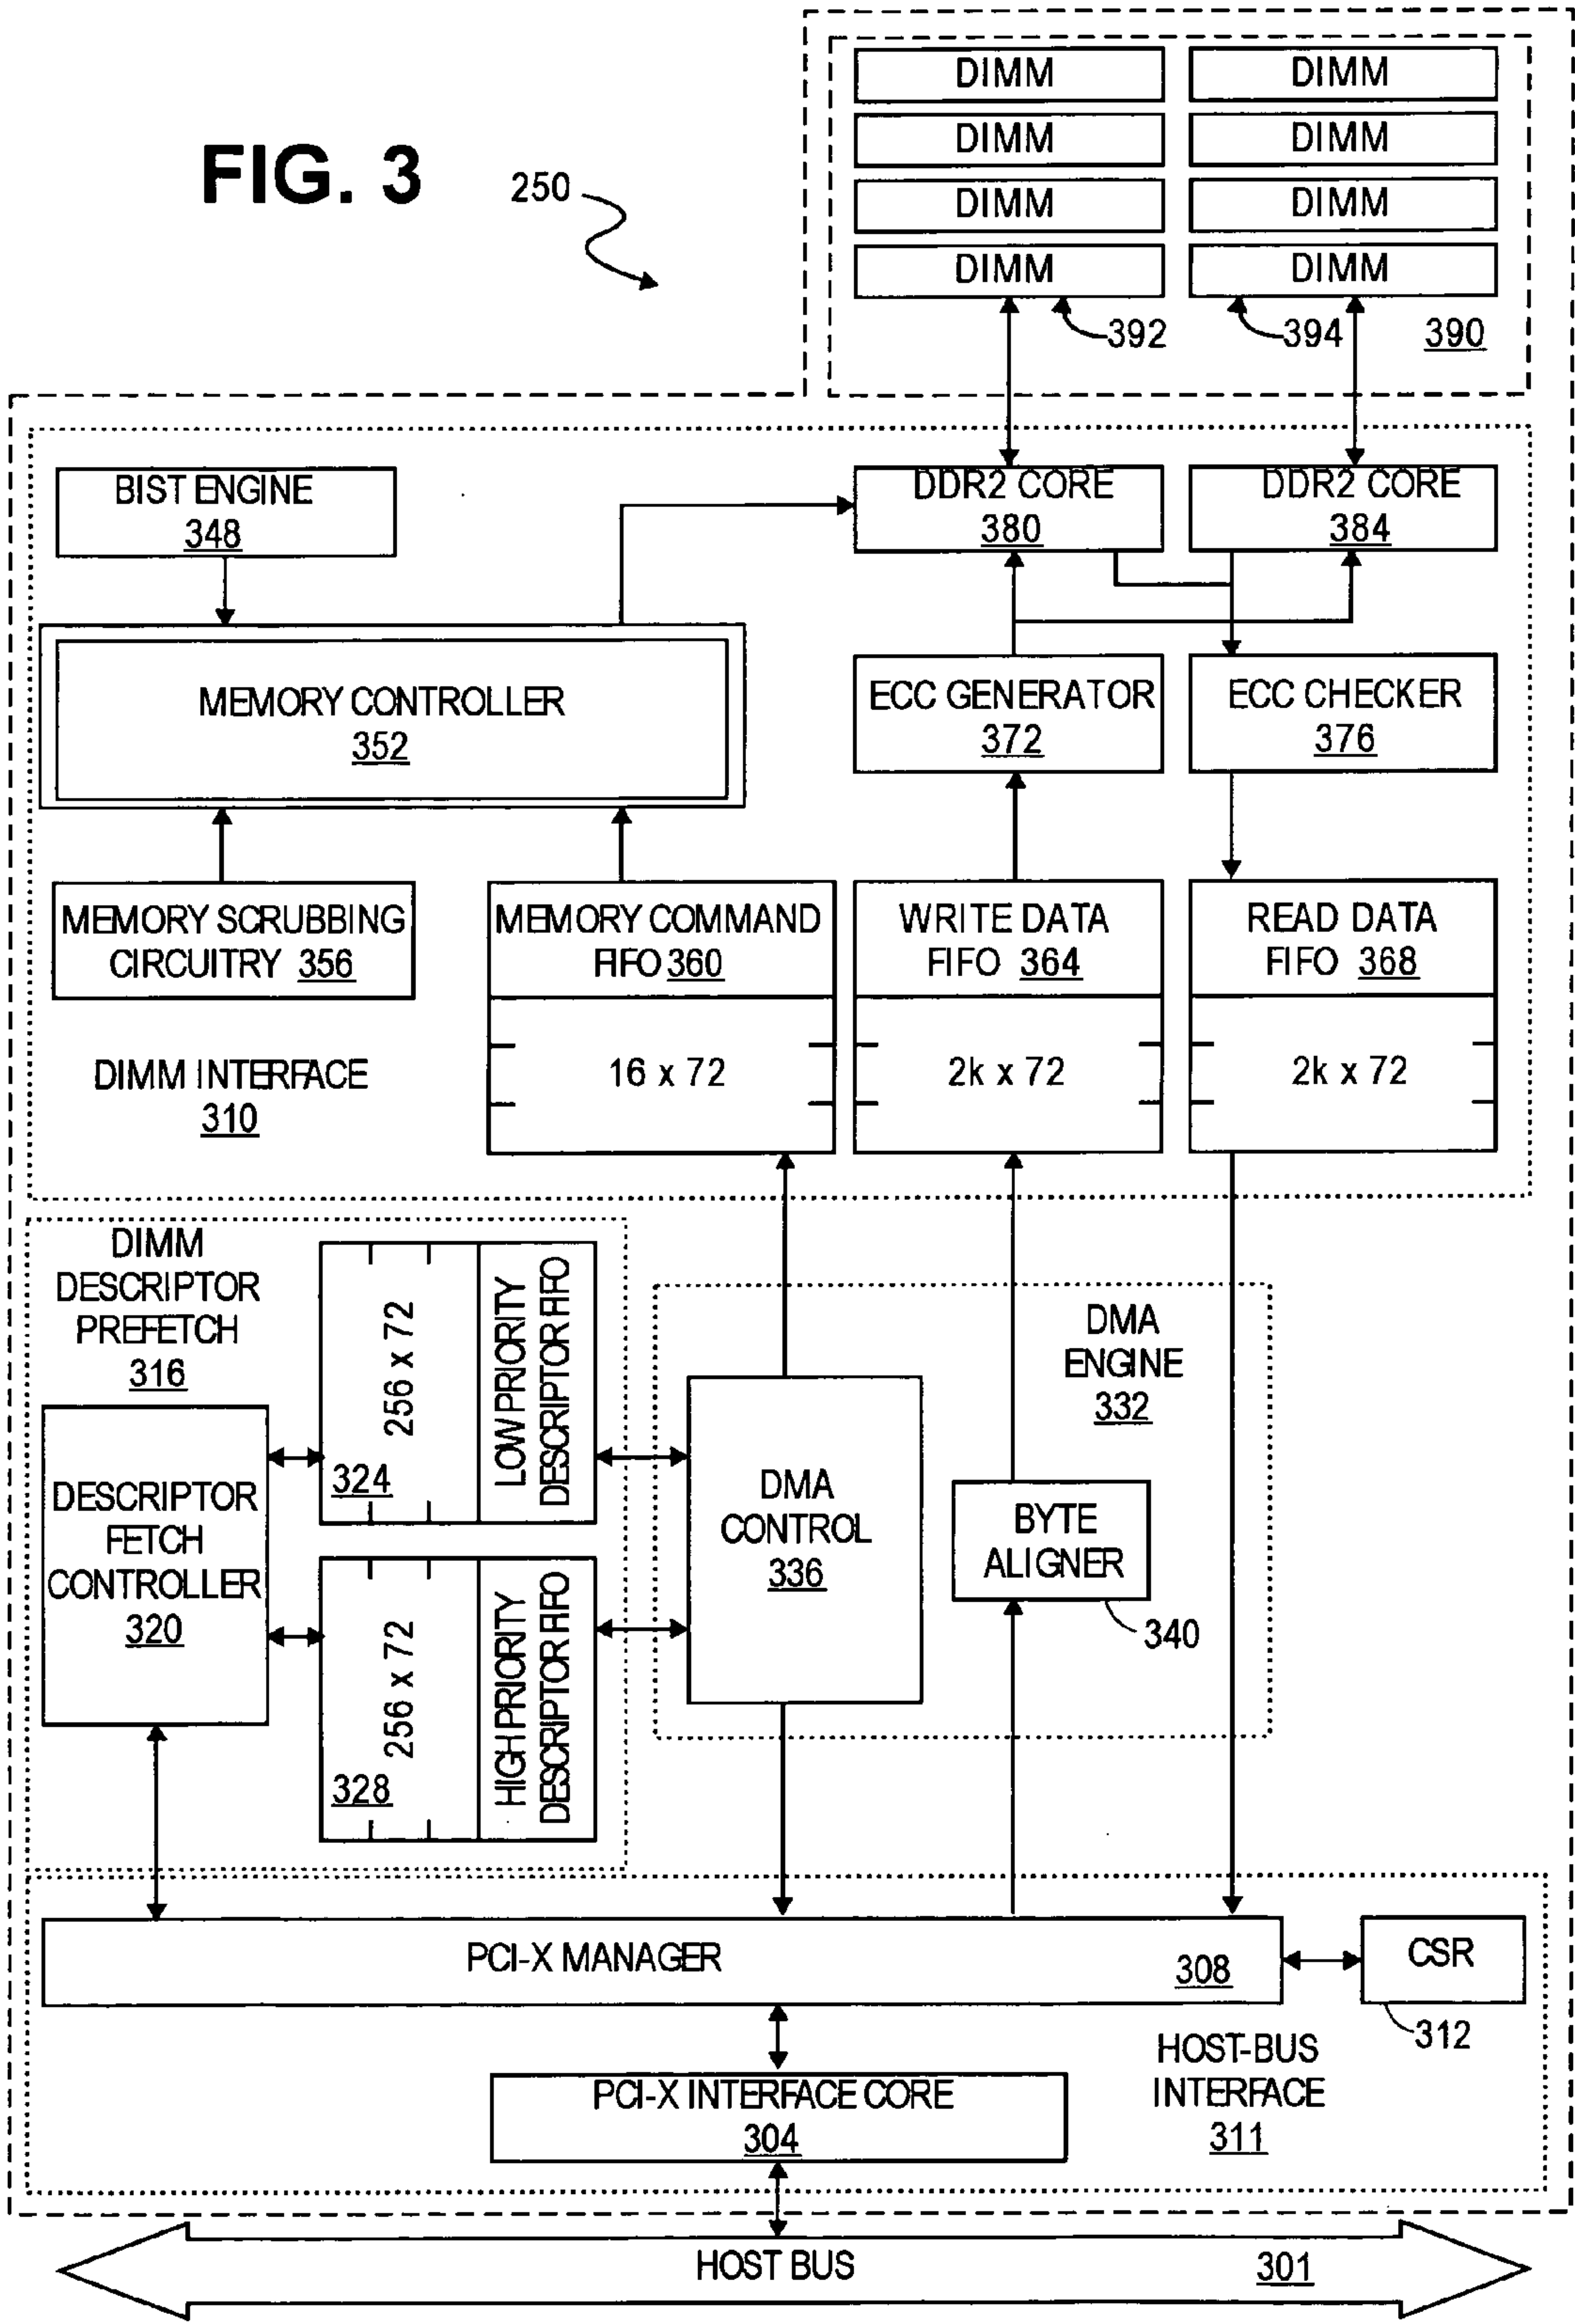 FIG. 3
250
DIMM DIMM
DIMM DIMM
DIMM DIMM
DIMM DIMM
392 394 390
BIST ENGINE
348
DDR2 CORE
380
DDR2 CORE
384
MEMORY CONTROLLER
352
ECC GENERATOR
372
ECC CHECKER
376
MEMORY SCRUBBING
CIRCUITRY 356
MEMORY COMMAND
FIFO 360
16 x 72
WRITE DATA
FIFO 364
2k x 72
READ DATA
FIFO 368
2k x 72
DIMM INTERFACE
310
DIMM
DESCRIPTOR
PREFETCH
316
256 x 72
324
LOW PRIORITY
DESCRIPTOR FIFO
DMA
ENGINE
332
DESCRIPTOR
FETCH
CONTROLLER
320
DMA
CONTROL
336
BYTE
ALIGNER
340
256 x 72
328
HIGH PRIORITY
DESCRIPTOR FIFO
PCI-X MANAGER
308
CSR
312
HOST-BUS
INTERFACE
311
PCI-X INTERFACE CORE
304
HOST BUS
301